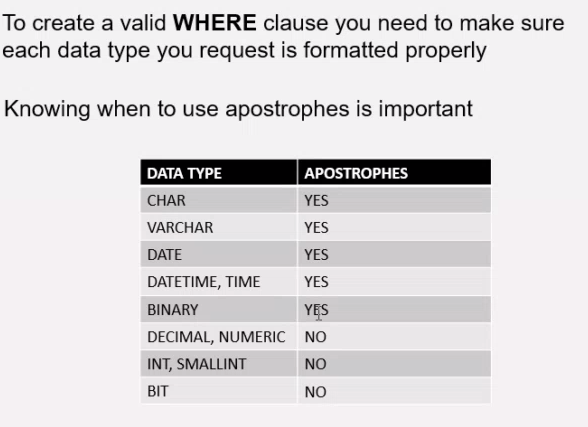 To create a valid WHERE clause you need to make sure
each data type you request is formatted properly
Knowing when to use apostrophes is important
DATA TYPE APOSTROPHES
CHAR YES
VARCHAR YES
DATE YES
DATETIME, TIME YES
BINARY YES
DECIMAL, NUMERIC NO
INT, SMALLINT NO
BIT NO